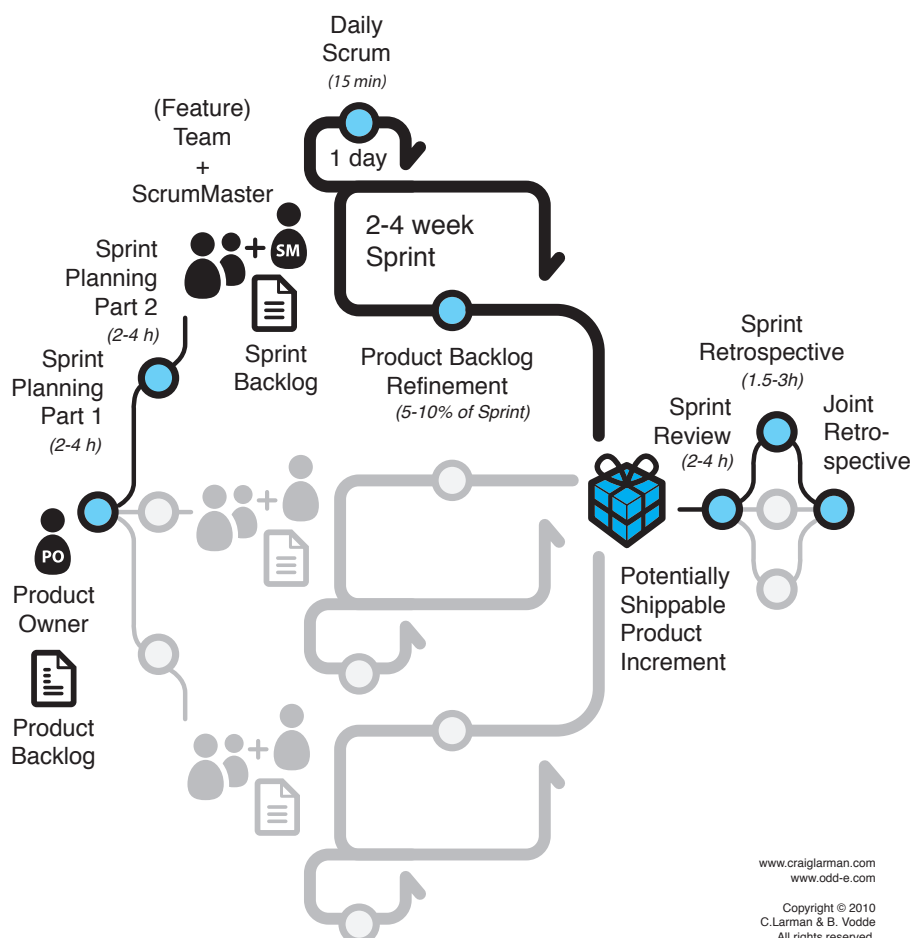 Daily
Scrum
(15 min)
1 day
(Feature)
Team
+
ScrumMaster
+
SM
2-4 week
Sprint
Sprint
Planning
Part 2
(2-4 h)
Sprint
Backlog
Sprint
Planning
Part 1
(2-4 h)
Product Backlog
Refinement
(5-10% of Sprint)
Sprint
Retrospective
(1.5-3h)
Sprint
Review
(2-4 h)
Joint
Retro-
spective
+
PO
Product
Owner
Product
Backlog
Potentially
Shippable
Product
Increment
+
www.craiglarman.com
www.odd-e.com
Copyright © 2010
C.Larman & B. Vodde
All rights reserved.